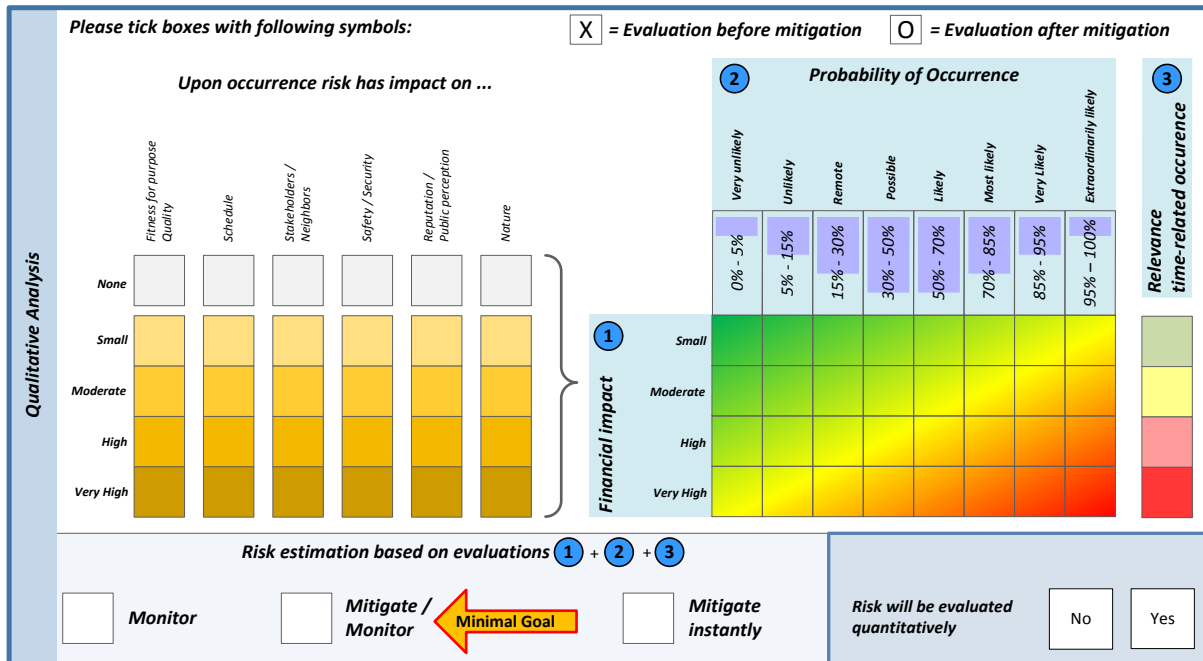 Please tick boxes with following symbols:
X = Evaluation before mitigation
O = Evaluation after mitigation
Qualitative Analysis
Upon occurrence risk has impact on ...
Fitness for purpose
Quality
Schedule
Stakeholders /
Neighbors
Safety / Security
Reputation /
Public perception
Nature
None
Small
Moderate
High
Very High
2
Probability of Occurrence
Very unlikely
Unlikely
Remote
Possible
Likely
Most likely
Very Likely
Extraordinarily likely
0% - 5%
5% - 15%
15% - 30%
30% - 50%
50% - 70%
70% - 85%
85% - 95%
95% – 100%
1
Financial impact
Small
Moderate
High
Very High
3
Relevance
time-related occurence
Risk estimation based on evaluations 1 + 2 + 3
Monitor
Mitigate /
Monitor
Minimal Goal
Mitigate
instantly
Risk will be evaluated
quantitatively
No
Yes